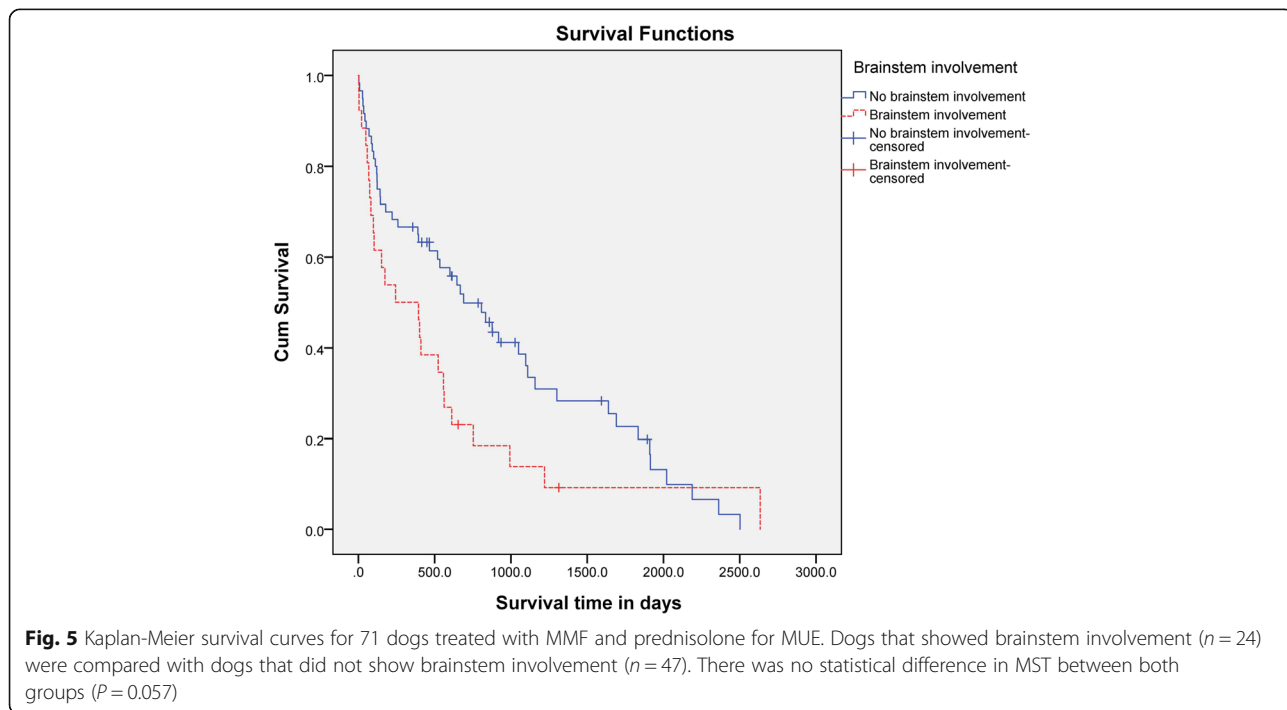 Survival Functions
Brainstem involvement
No brainstem involvement
Brainstem involvement
No brainstem involvement-
censored
Brainstem involvement-
censored
1.0
0.8
0.6
0.4
0.2
0.0
Cum Survival
.0 500.0 1000.0 1500.0 2000.0 2500.0 3000.0
Survival time in days
Fig. 5 Kaplan-Meier survival curves for 71 dogs treated with MMF and prednisolone for MUE. Dogs that showed brainstem involvement (n = 24)
were compared with dogs that did not show brainstem involvement (n = 47). There was no statistical difference in MST between both
groups (P = 0.057)